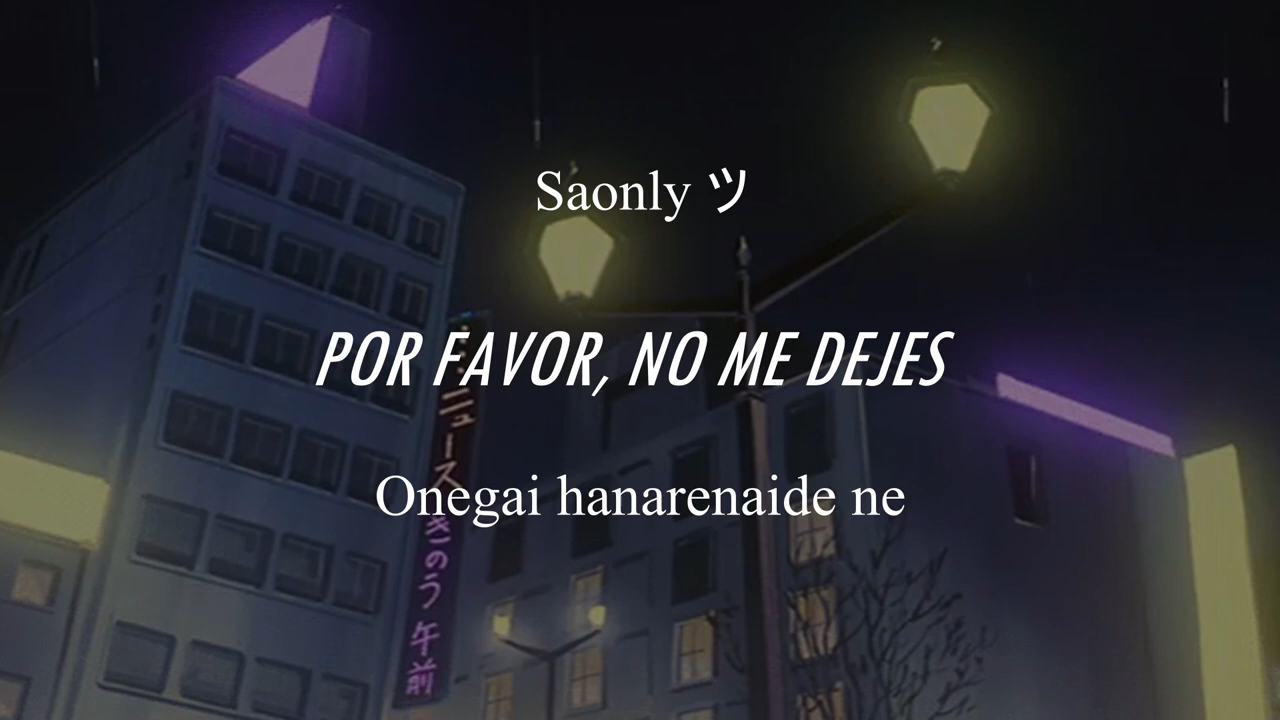 Saonly ツ
POR FAVOR, NO ME DEJES
Onegai hanarenaide ne
ニュース
きのう 午前